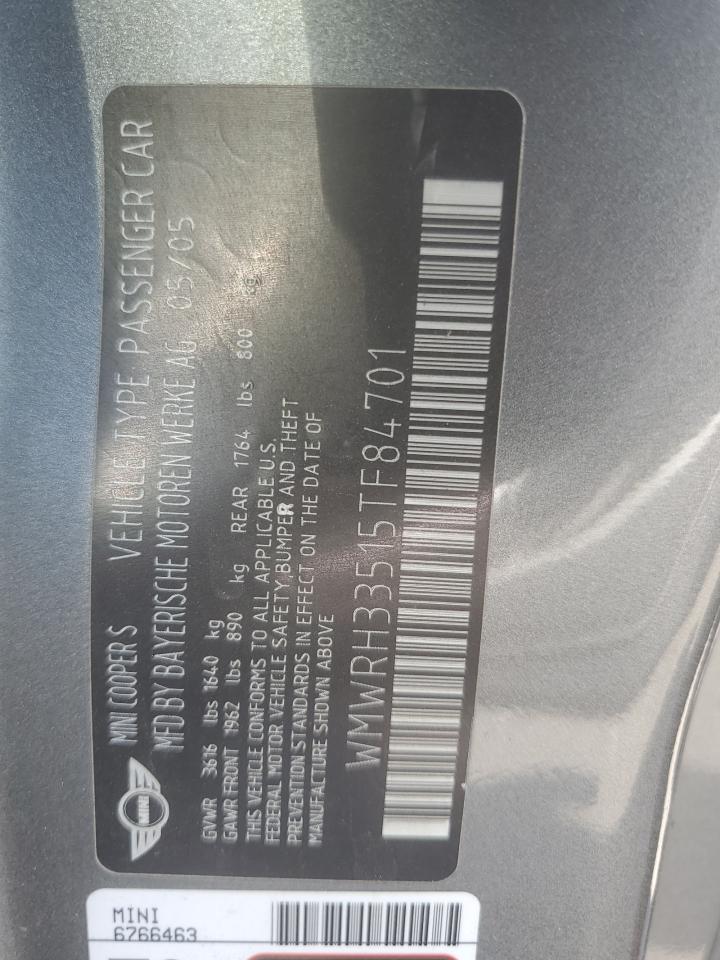 MINI
MINI COOPER S VEHICLE TYPE PASSENGER CAR
MFD BY BAYERISCHE MOTOREN WERKE AG 05/05
GVWR 3616 lbs 1640 kg
GAWR FRONT 1962 lbs 890 kg REAR 1764 lbs 800 kg
THIS VEHICLE CONFORMS TO ALL APPLICABLE U.S.
FEDERAL MOTOR VEHICLE SAFETY, BUMPER AND THEFT
PREVENTION STANDARDS IN EFFECT ON THE DATE OF
MANUFACTURE SHOWN ABOVE
WMWRH33515TF84701
MINI
6766463